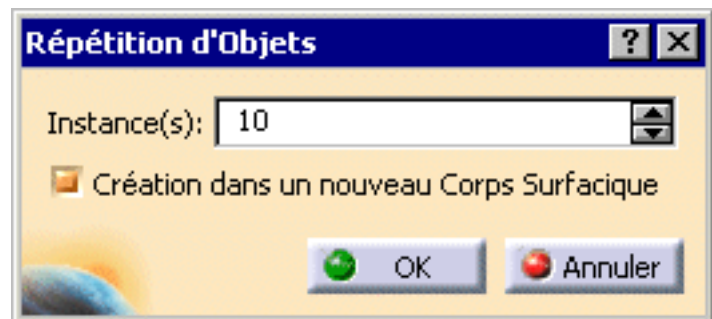 Répétition d'Objets ? X
Instance(s): 10
Création dans un nouveau Corps Surfacique
OK Annuler